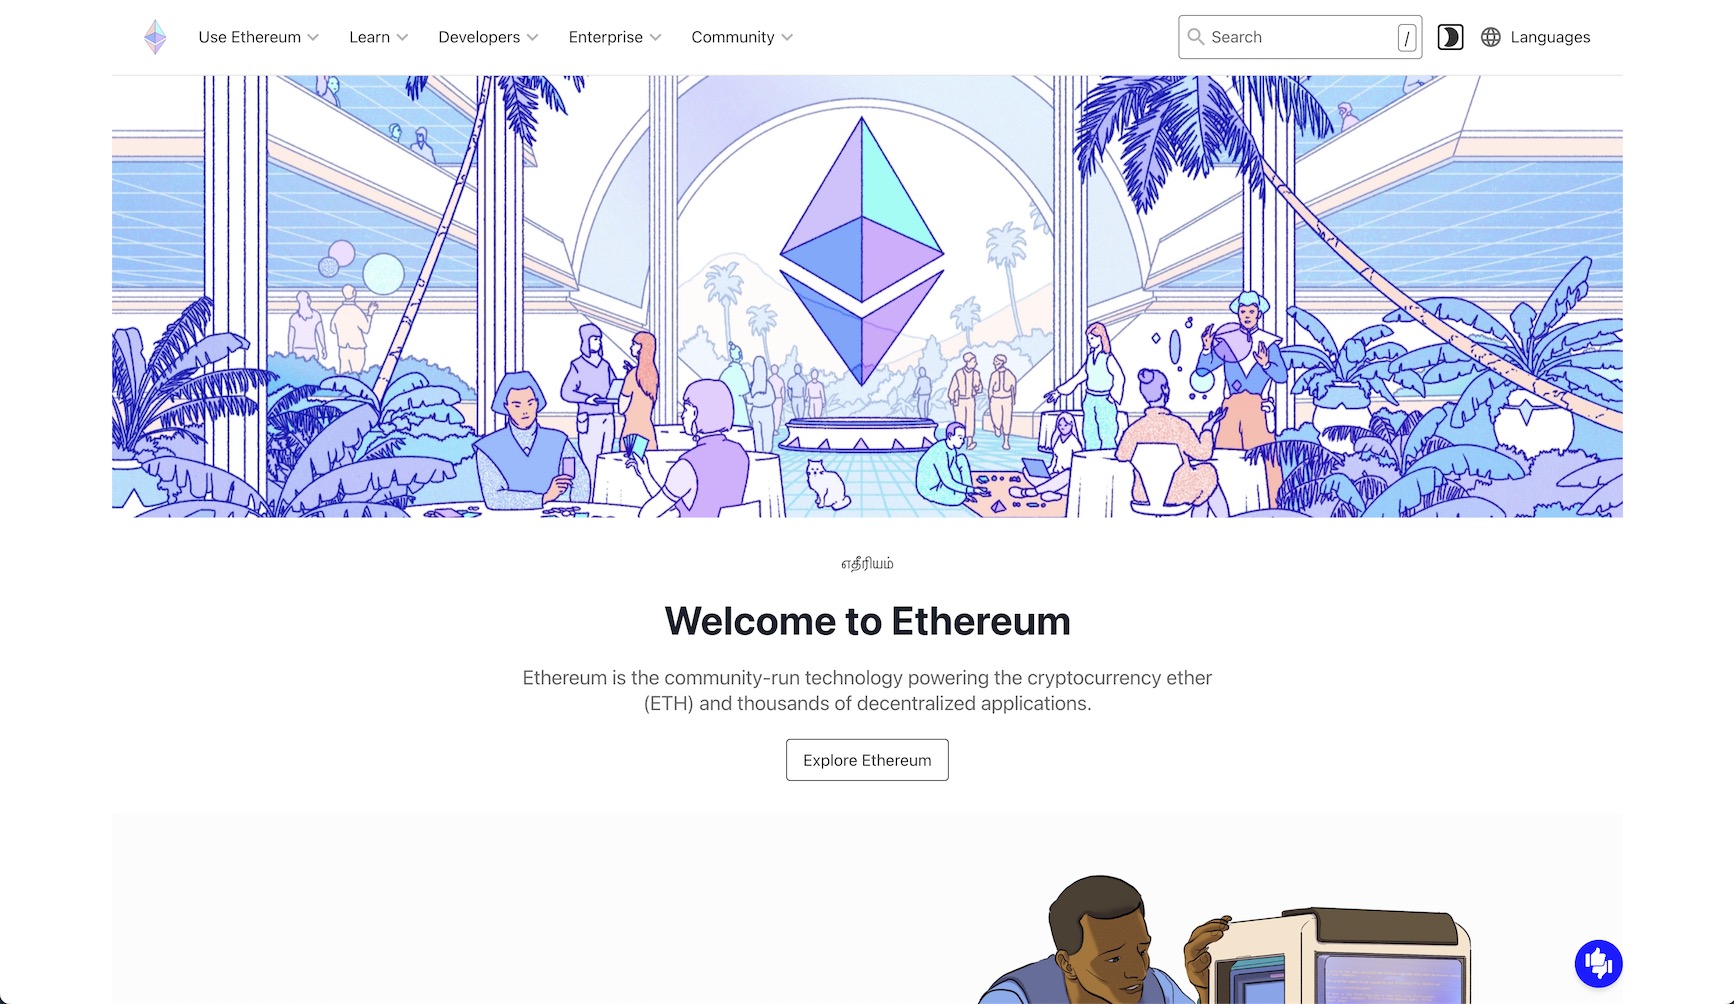 Use Ethereum
Learn
Developers
Enterprise
Community
Search
/
Languages
எதீரியம்
Welcome to Ethereum
Ethereum is the community-run technology powering the cryptocurrency ether
(ETH) and thousands of decentralized applications.
Explore Ethereum